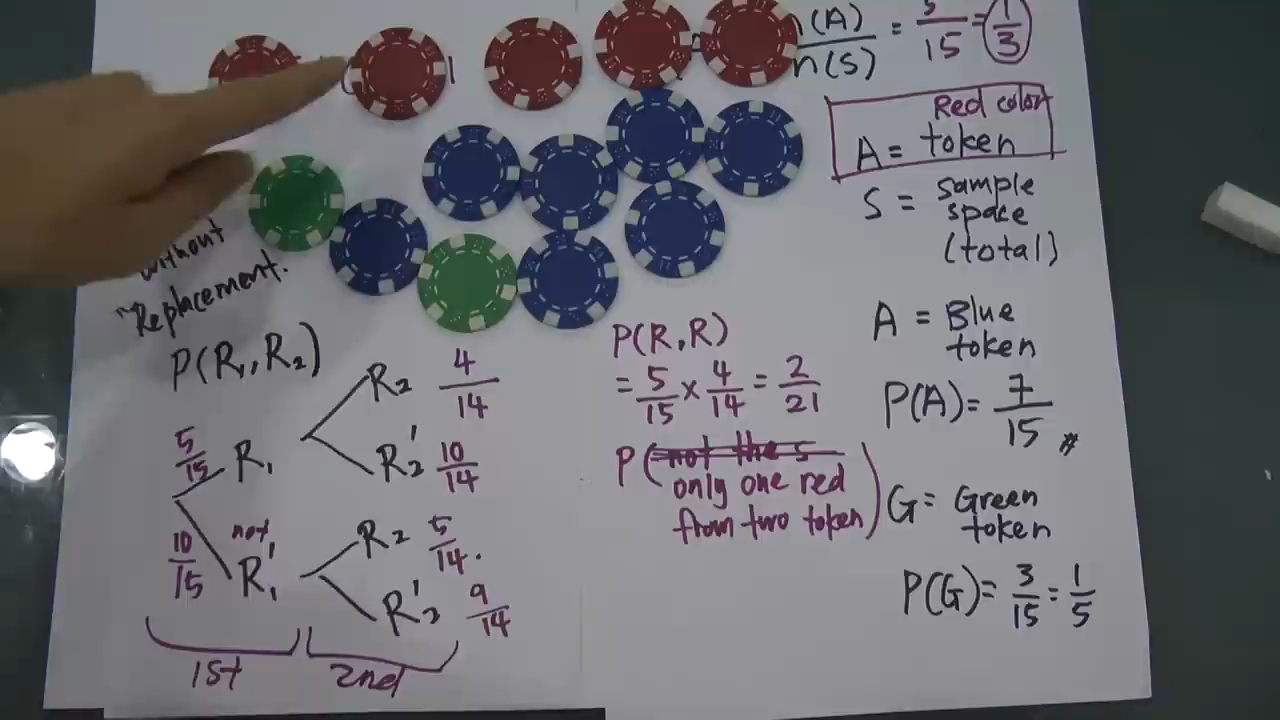 n(A)/n(S) = 5/15 = 1/3
Red color
A = token
S = sample
space
(total)
A = Blue
token
P(A) = 7/15 #
G = Green
token
P(G) = 3/15 = 1/5
without
Replacement.
P(R₁,R₂)
R₂ 4/14
5/15 R₁
R₂' 10/14
not
10/15 R₁'
R₂ 5/14.
R₂' 9/14
1st 2nd
P(R,R)
= 5/15 × 4/14 = 2/21
P(not the s
only one red
from two token)